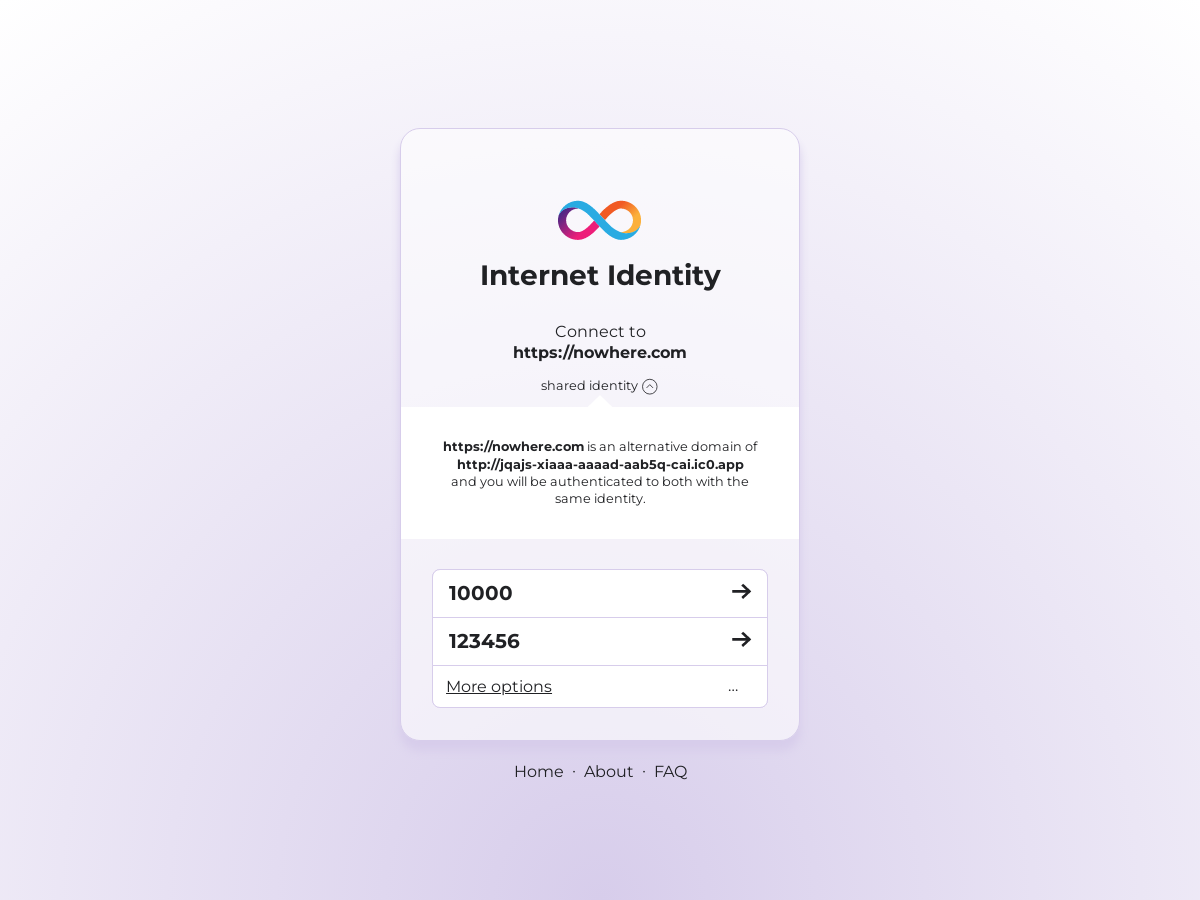 Internet Identity
Connect to
https://nowhere.com
shared identity
https://nowhere.com is an alternative domain of
http://jqajs-xiaaa-aaaad-aab5q-cai.ic0.app
and you will be authenticated to both with the
same identity.
10000
123456
More options ...
Home · About · FAQ